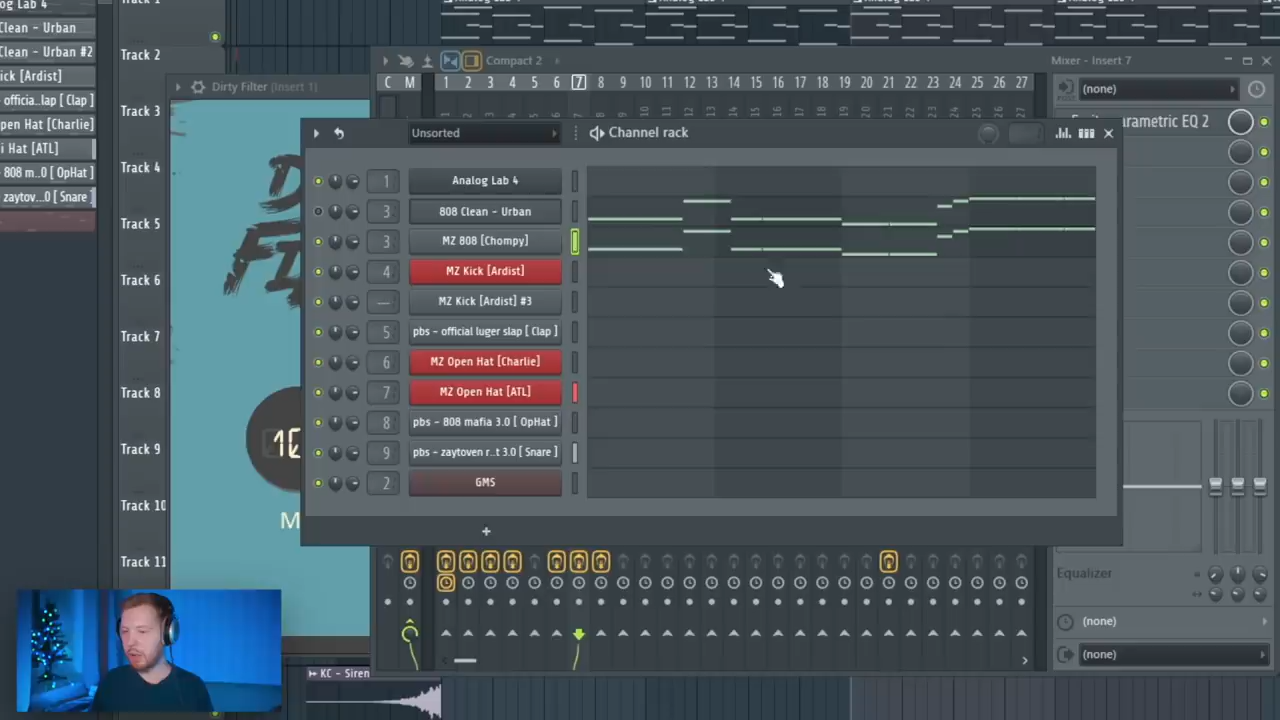 Lab 4
Clean - Urban
Clean - Urban #2
ick [Ardist]
officia..lap [ Clap ]
Open Hat [Charlie]
i Hat [ATL]
808 m..0 [ OpHat ]
zaytov...0 [ Snare ]
Track 1
Track 2
Track 3
Track 4
Track 5
Track 6
Track 7
Track 8
Track 9
Track 10
Track 11
Dirty Filter (Insert 1)
Compact 2
Mixer - Insert 7
C M 1 2 3 4 5 6 7 8 9 10 11 12 13 14 15 16 17 18 19 20 21 22 23 24 25 26 27
(none)
arametric EQ 2
Unsorted
Channel rack
1 Analog Lab 4
3 808 Clean - Urban
3 MZ 808 [Chompy]
4 MZ Kick [Ardist]
— MZ Kick [Ardist] #3
5 pbs - official luger slap [ Clap ]
6 MZ Open Hat [Charlie]
7 MZ Open Hat [ATL]
8 pbs - 808 mafia 3.0 [ OpHat ]
9 pbs - zaytoven r..t 3.0 [ Snare ]
2 GMS
+
10
M
Equalizer
(none)
(none)
KC - Siren